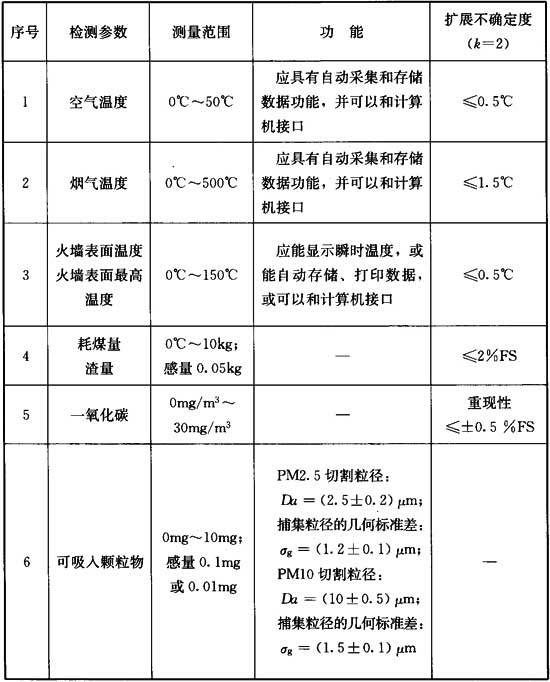 序号 检测参数 测量范围 功 能 扩展不确定度
(k=2)
1 空气温度 0℃～50℃ 应具有自动采集和存储
数据功能，并可以和计算
机接口 ≤0.5℃
2 烟气温度 0℃～500℃ 应具有自动采集和存储
数据功能，并可以和计算
机接口 ≤1.5℃
3 火墙表面温度
火墙表面最高
温度 0℃～150℃ 应能显示瞬时温度，或
能自动存储、打印数据，
或可以和计算机接口 ≤0.5℃
4 耗煤量
渣量 0℃～10kg；
感量 0.05kg — ≤2%FS
5 一氧化碳 0mg/m³～
30mg/m³ — 重现性
≤±0.5 %FS
6 可吸入颗粒物 0mg～10mg；
感量 0.1mg
或 0.01mg PM2.5 切割粒径：
Da＝(2.5±0.2) μm；
捕集粒径的几何标准差：
σg＝(1.2±0.1) μm；
PM10 切割粒径：
Da＝(10±0.5) μm；
捕集粒径的几何标准差：
σg＝(1.5±0.1) μm —